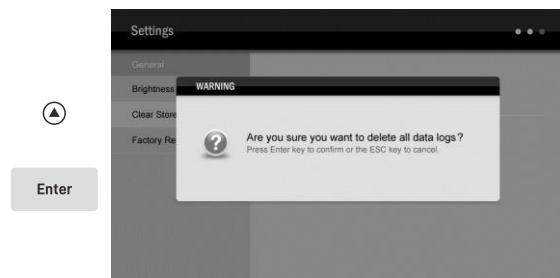 Settings
General
Brightness
Clear Store
Factory Re
WARNING
Are you sure you want to delete all data logs?
Press Enter key to confirm or the ESC key to cancel.
Enter